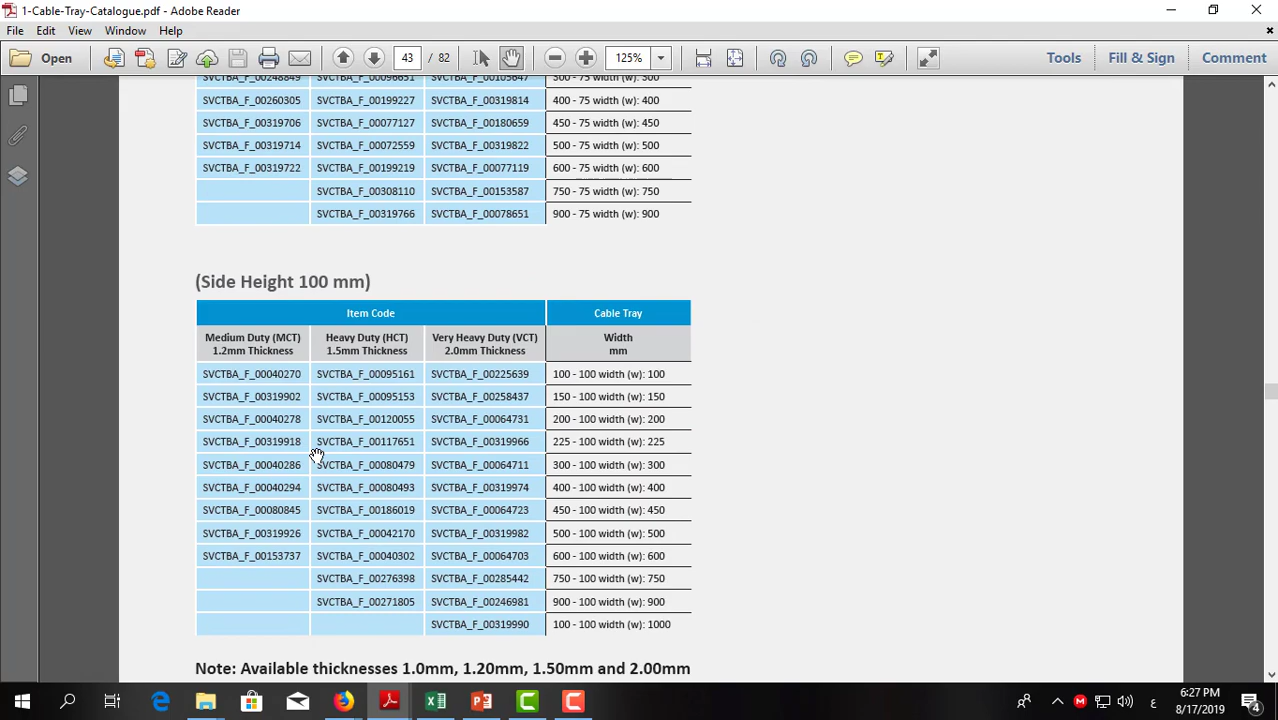 1-Cable-Tray-Catalogue.pdf - Adobe Reader
File Edit View Window Help
Open 43 / 82 125% Tools Fill & Sign Comment
SVCTBA_F_00248849 SVCTBA_F_00096651 SVCTBA_F_00105647 300 - 75 width (w): 300
SVCTBA_F_00260305 SVCTBA_F_00199227 SVCTBA_F_00319814 400 - 75 width (w): 400
SVCTBA_F_00319706 SVCTBA_F_00077127 SVCTBA_F_00180659 450 - 75 width (w): 450
SVCTBA_F_00319714 SVCTBA_F_00072559 SVCTBA_F_00319822 500 - 75 width (w): 500
SVCTBA_F_00319722 SVCTBA_F_00199219 SVCTBA_F_00077119 600 - 75 width (w): 600
SVCTBA_F_00308110 SVCTBA_F_00153587 750 - 75 width (w): 750
SVCTBA_F_00319766 SVCTBA_F_00078651 900 - 75 width (w): 900
(Side Height 100 mm)
Item Code Cable Tray
Medium Duty (MCT) Heavy Duty (HCT) Very Heavy Duty (VCT) Width
1.2mm Thickness 1.5mm Thickness 2.0mm Thickness mm
SVCTBA_F_00040270 SVCTBA_F_00095161 SVCTBA_F_00225639 100 - 100 width (w): 100
SVCTBA_F_00319902 SVCTBA_F_00095153 SVCTBA_F_00258437 150 - 100 width (w): 150
SVCTBA_F_00040278 SVCTBA_F_00120055 SVCTBA_F_00064731 200 - 100 width (w): 200
SVCTBA_F_00319918 SVCTBA_F_00117651 SVCTBA_F_00319966 225 - 100 width (w): 225
SVCTBA_F_00040286 SVCTBA_F_00080479 SVCTBA_F_00064711 300 - 100 width (w): 300
SVCTBA_F_00040294 SVCTBA_F_00080493 SVCTBA_F_00319974 400 - 100 width (w): 400
SVCTBA_F_00080845 SVCTBA_F_00186019 SVCTBA_F_00064723 450 - 100 width (w): 450
SVCTBA_F_00319926 SVCTBA_F_00042170 SVCTBA_F_00319982 500 - 100 width (w): 500
SVCTBA_F_00153737 SVCTBA_F_00040302 SVCTBA_F_00064703 600 - 100 width (w): 600
SVCTBA_F_00276398 SVCTBA_F_00285442 750 - 100 width (w): 750
SVCTBA_F_00271805 SVCTBA_F_00246981 900 - 100 width (w): 900
SVCTBA_F_00319990 100 - 100 width (w): 1000
Note: Available thicknesses 1.0mm, 1.20mm, 1.50mm and 2.00mm
ع 6:27 PM
8/17/2019 4